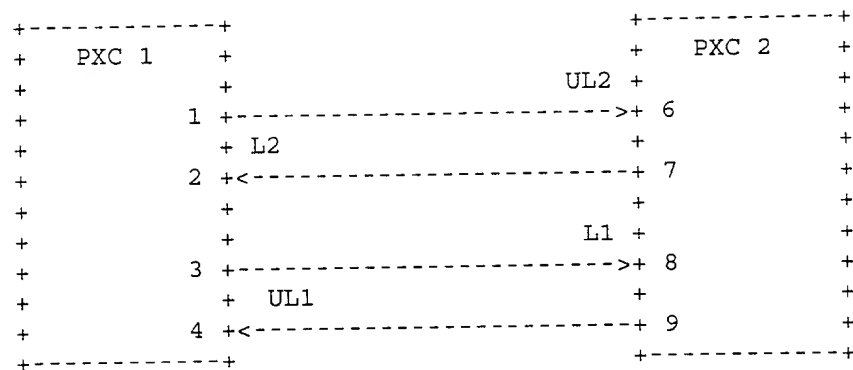 +-------------+                          +-------------+
+   PXC 1     +                          +   PXC 2     +
+             +                      UL2 +             +
+           1 +------------------------->+ 6           +
+             + L2                       +             +
+           2 +<-------------------------+ 7           +
+             +                          +             +
+             +                       L1 +             +
+           3 +------------------------->+ 8           +
+             +  UL1                     +             +
+           4 +<-------------------------+ 9           +
+-------------+                          +-------------+